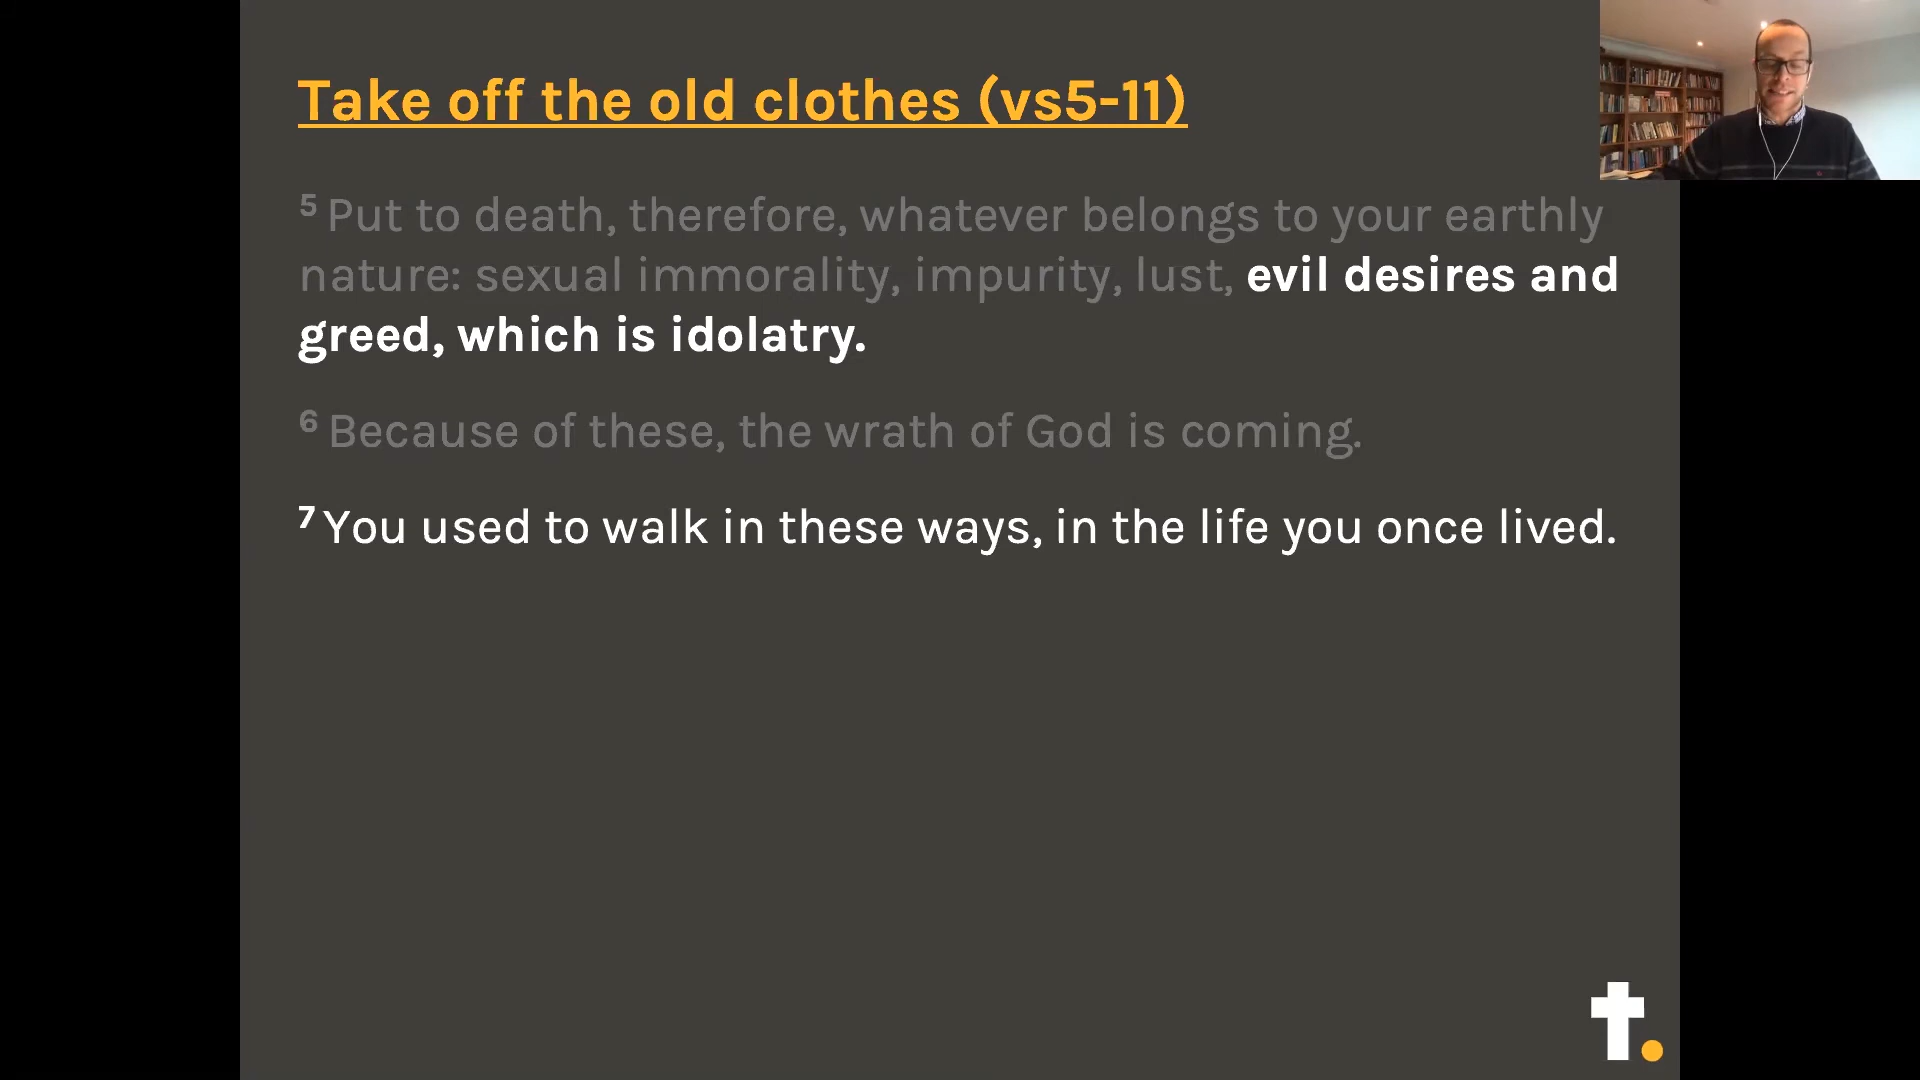 Take off the old clothes (vs5-11)
5 Put to death, therefore, whatever belongs to your earthly
nature: sexual immorality, impurity, lust, evil desires and
greed, which is idolatry.
6 Because of these, the wrath of God is coming.
7 You used to walk in these ways, in the life you once lived.
t.